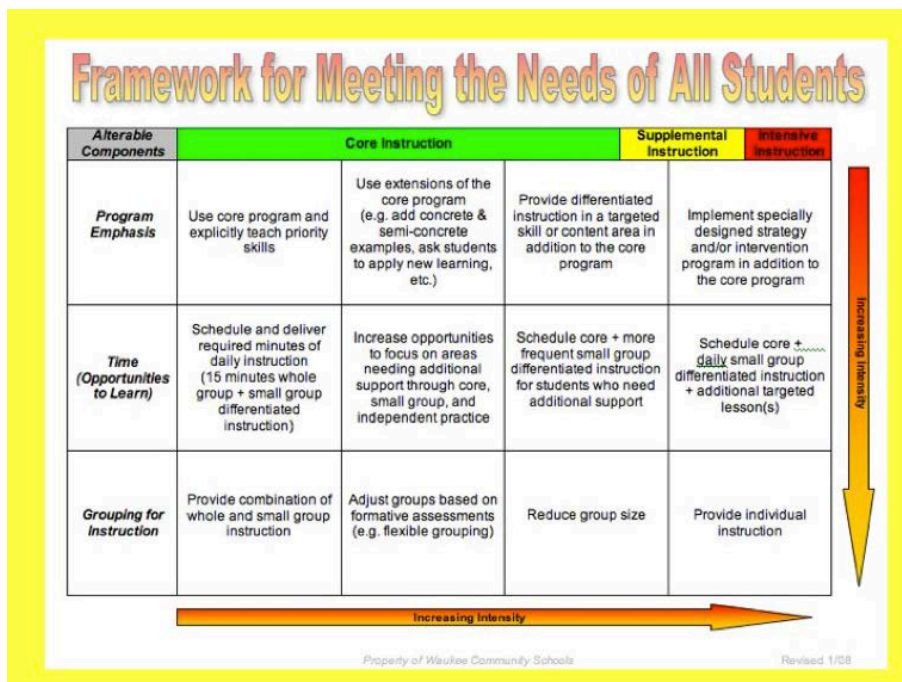 Framework for Meeting the Needs of All Students
Alterable
Components
Core Instruction
Supplemental
Instruction
Intensive
Instruction
Program
Emphasis
Use core program and
explicitly teach priority
skills
Use extensions of the
core program
(e.g. add concrete &
semi-concrete
examples, ask students
to apply new learning,
etc.)
Provide differentiated
instruction in a targeted
skill or content area in
addition to the core
program
Implement specially
designed strategy
and/or intervention
program in addition to
the core program
Time
(Opportunities
to Learn)
Schedule and deliver
required minutes of
daily instruction
(15 minutes whole
group + small group
differentiated
instruction)
Increase opportunities
to focus on areas
needing additional
support through core,
small group, and
independent practice
Schedule core + more
frequent small group
differentiated instruction
for students who need
additional support
Schedule core +
daily small group
differentiated instruction
+ additional targeted
lesson(s)
Grouping for
Instruction
Provide combination of
whole and small group
instruction
Adjust groups based on
formative assessments
(e.g. flexible grouping)
Reduce group size
Provide individual
instruction
Increasing Intensity
Increasing Intensity
Property of Waukee Community Schools
Revised 1/08